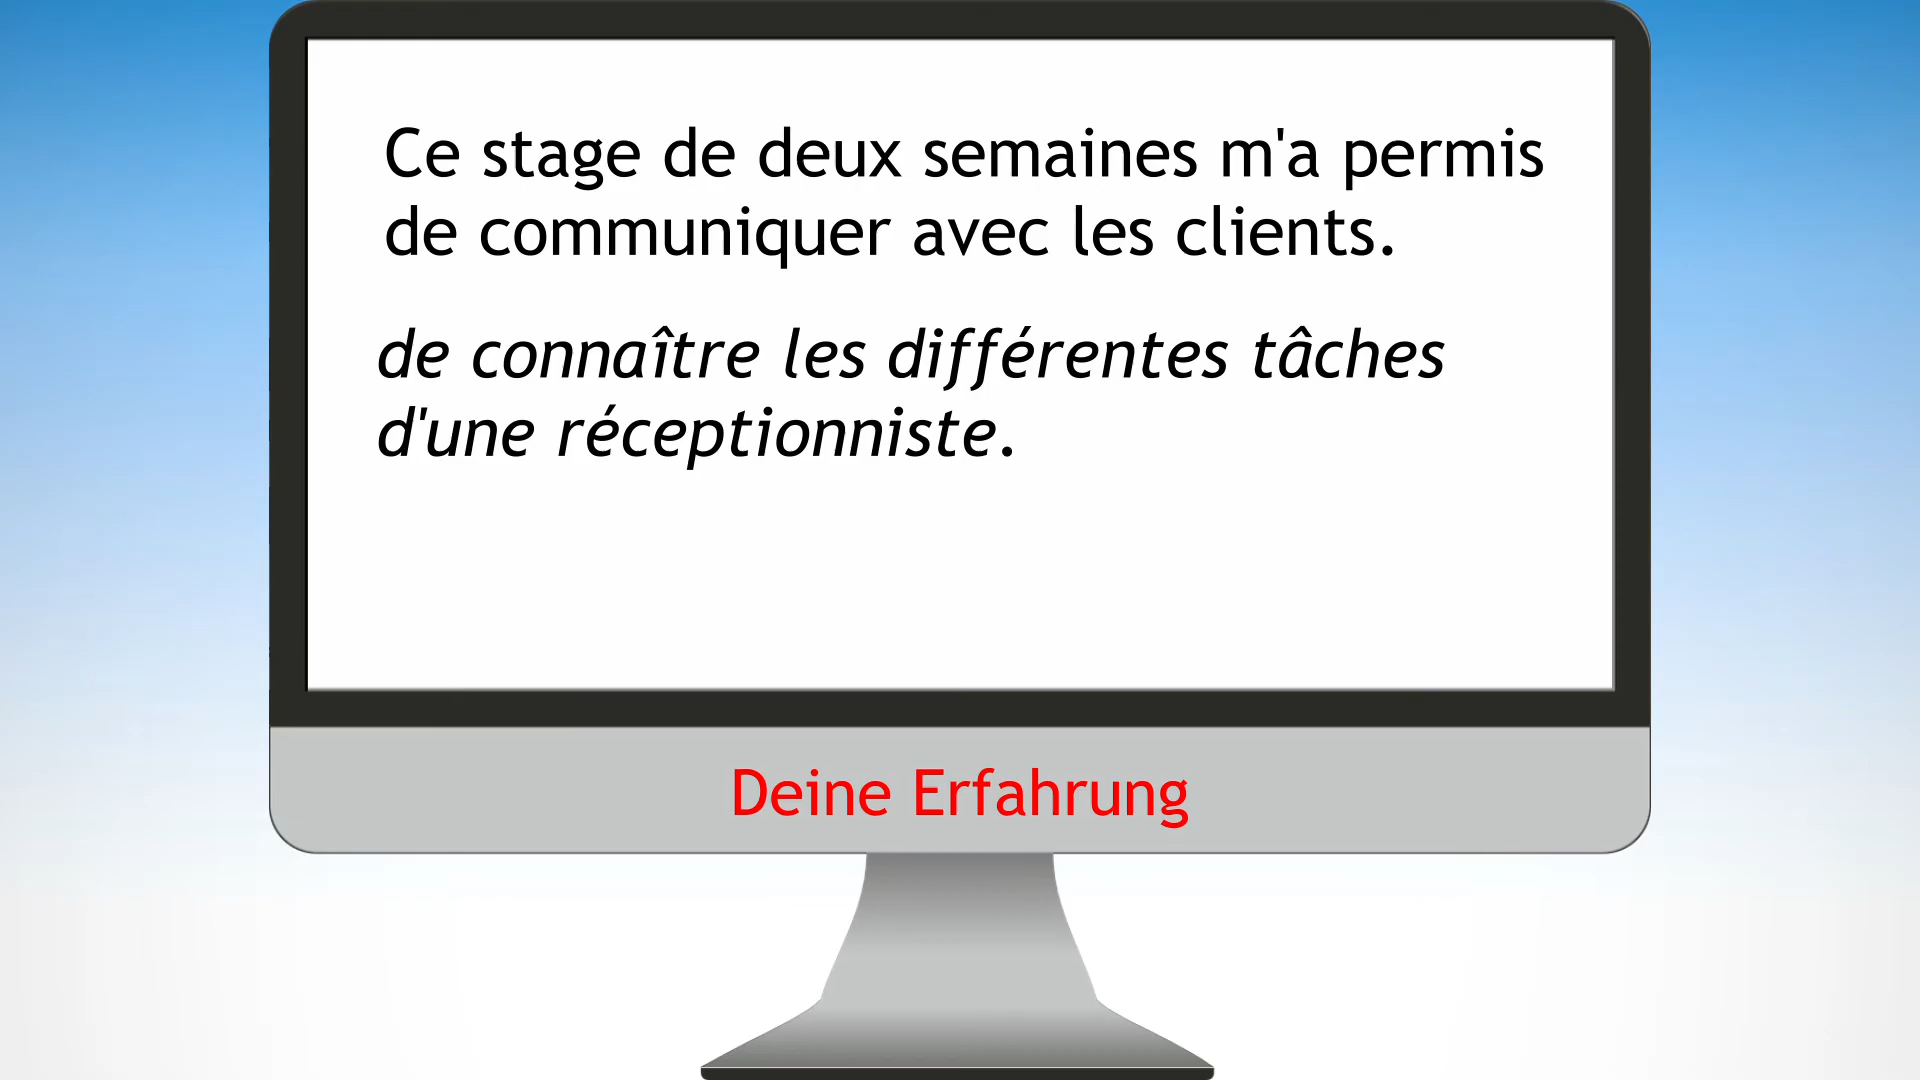 Ce stage de deux semaines m'a permis
de communiquer avec les clients.
de connaître les différentes tâches
d'une réceptionniste.
Deine Erfahrung